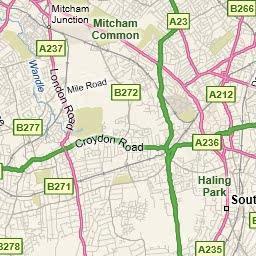 Mitcham
Junction
Mitcham
Common
A23
B266
A237
Wandle
London Road
Mile Road
B272
A212
B277
Croydon Road
A236
B271
Haling
Park
Sout
B278
A235